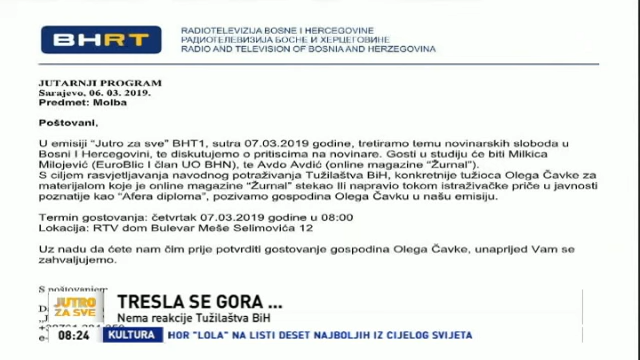 BHRT
RADIOTELEVIZIJA BOSNE I HERCEGOVINE
РАДИОТЕЛЕВИЗИЈА БОСНЕ И ХЕРЦЕГОВИНЕ
RADIO AND TELEVISION OF BOSNIA AND HERZEGOVINA
JUTARNJI PROGRAM
Sarajevo, 06. 03. 2019.
Predmet: Molba
Poštovani,
U emisiji “Jutro za sve” BHT1, sutra 07.03.2019 godine, tretiramo temu novinarskih sloboda u
Bosni I Hercegovini, te diskutujemo o pritiscima na novinare. Gosti u studiju će biti Milkica
Milojević (EuroBlic I član UO BHN), te Avdo Avdić (online magazine “Žurnal”).
S ciljem rasvjetljavanja navodnog potraživanja Tužilaštva BiH, konkretnije tužioca Olega Čavke za
materijalom koje je online magazine “Žurnal” stekao Ili napravio tokom istraživačke priče u javnosti
poznatije kao “Afera diploma”, pozivamo gospodina Olega Čavku u našu emisiju.
Termin gostovanja: četvrtak 07.03.2019 godine u 08:00
Lokacija: RTV dom Bulevar Meše Selimovića 12
Uz nadu da ćete nam čim prije potvrditi gostovanje gospodina Olega Čavke, unaprijed Vam se
zahvaljujemo.
S poštovanjem
JUTRO
ZA SVE
TRESLA SE GORA ...
Nema reakcije Tužilaštva BiH
08:24
KULTURA
HOR "LOLA" NA LISTI DESET NAJBOLJIH IZ CIJELOG SVIJETA